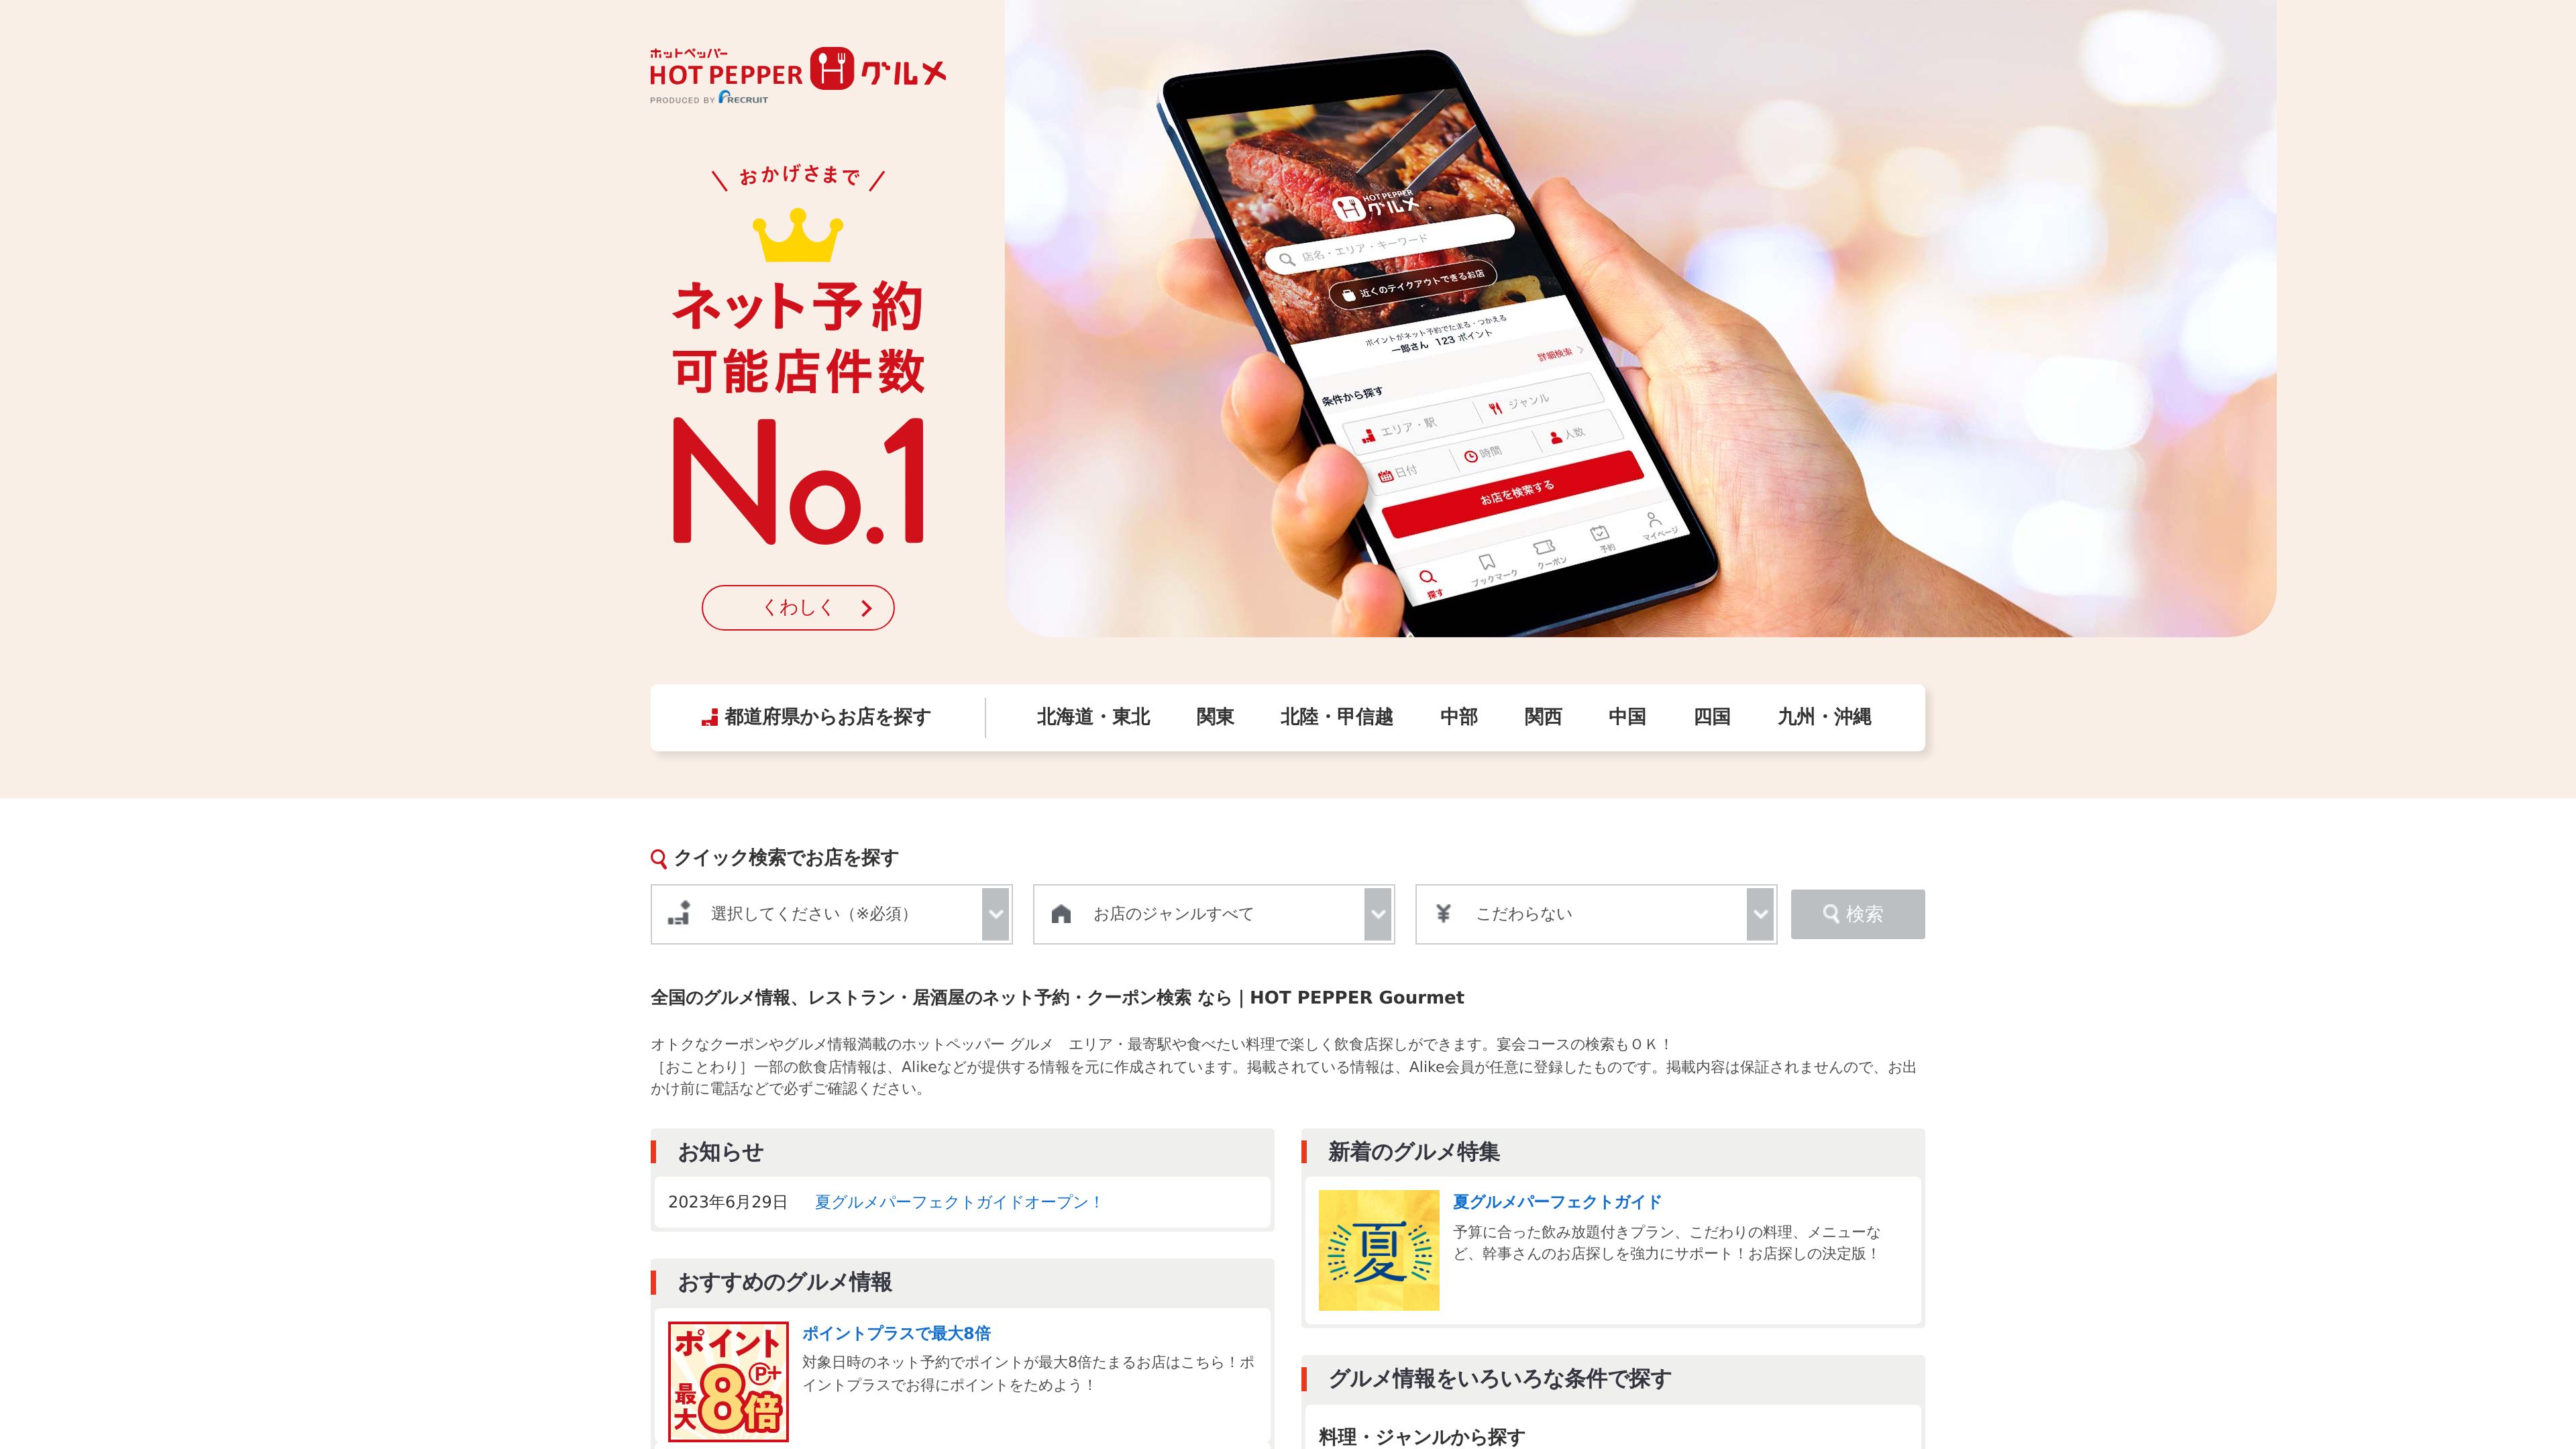 ホットペッパー
HOT PEPPER グルメ
PRODUCED BY RECRUIT
おかげさまで
ネット予約
可能店件数
No.1
くわしく
HOT PEPPER
グルメ
店名・エリア・キーワード
近くのテイクアウトできるお店
ポイントがネット予約でたまる・つかえる
一郎さん 123 ポイント
詳細検索
条件から探す
エリア・駅 ジャンル
日付 時間 人数
お店を検索する
探す ブックマーク クーポン 予約 マイページ
都道府県からお店を探す 北海道・東北 関東 北陸・甲信越 中部 関西 中国 四国 九州・沖縄
クイック検索でお店を探す
選択してください（※必須） お店のジャンルすべて こだわらない 検索
全国のグルメ情報、レストラン・居酒屋のネット予約・クーポン検索 なら｜HOT PEPPER Gourmet
オトクなクーポンやグルメ情報満載のホットペッパー グルメ　エリア・最寄駅や食べたい料理で楽しく飲食店探しができます。宴会コースの検索もＯＫ！
［おことわり］一部の飲食店情報は、Alikeなどが提供する情報を元に作成されています。掲載されている情報は、Alike会員が任意に登録したものです。掲載内容は保証されませんので、お出
かけ前に電話などで必ずご確認ください。
お知らせ
2023年6月29日 夏グルメパーフェクトガイドオープン！
おすすめのグルメ情報
ポイント
最大
8倍
P+
ポイントプラスで最大8倍
対象日時のネット予約でポイントが最大8倍たまるお店はこちら！ポ
イントプラスでお得にポイントをためよう！
新着のグルメ特集
夏
夏グルメパーフェクトガイド
予算に合った飲み放題付きプラン、こだわりの料理、メニューな
ど、幹事さんのお店探しを強力にサポート！お店探しの決定版！
グルメ情報をいろいろな条件で探す
料理・ジャンルから探す